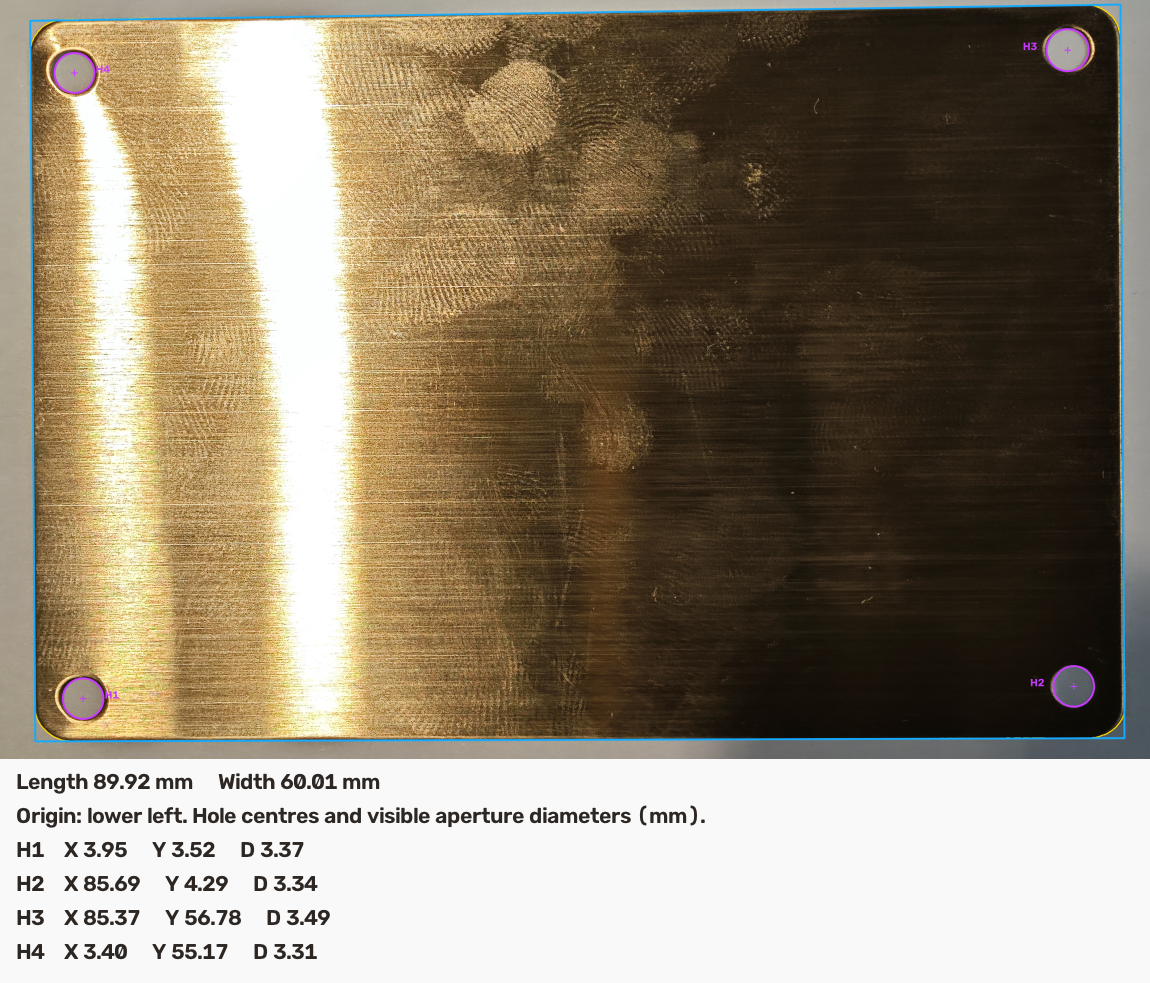 H4
H3
H1
H2
Length 89.92 mm Width 60.01 mm
Origin: lower left. Hole centres and visible aperture diameters (mm).
H1 X 3.95 Y 3.52 D 3.37
H2 X 85.69 Y 4.29 D 3.34
H3 X 85.37 Y 56.78 D 3.49
H4 X 3.40 Y 55.17 D 3.31